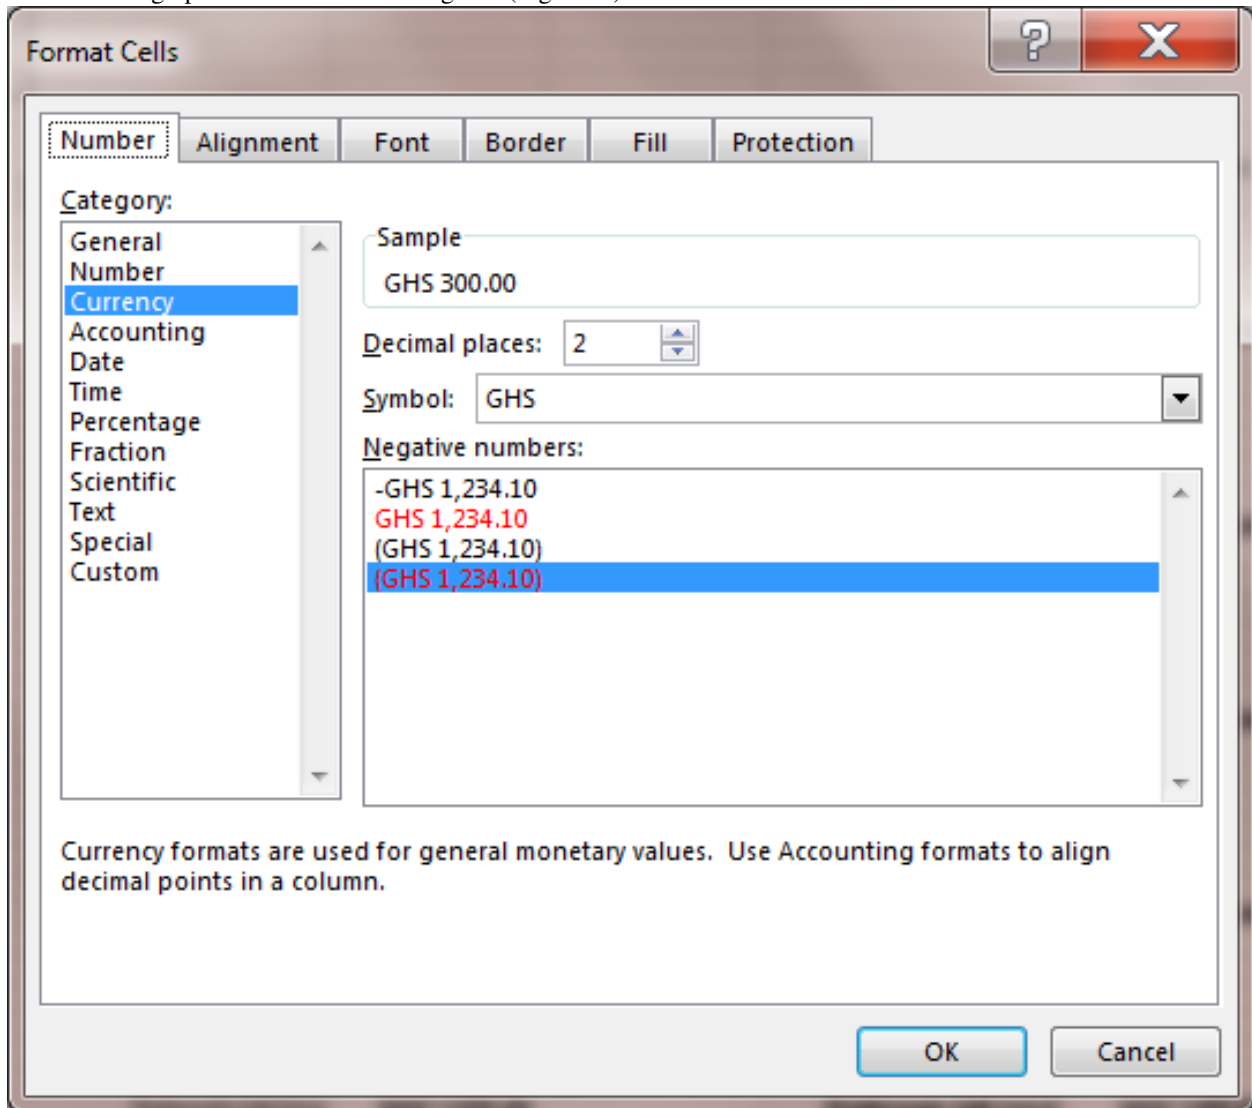 Format Cells
Number Alignment Font Border Fill Protection
Category:
General
Number
Currency
Accounting
Date
Time
Percentage
Fraction
Scientific
Text
Special
Custom
Sample
GHS 300.00
Decimal places: 2
Symbol: GHS
Negative numbers:
-GHS 1,234.10
GHS 1,234.10
(GHS 1,234.10)
(GHS 1,234.10)
Currency formats are used for general monetary values.  Use Accounting formats to align
decimal points in a column.
OK Cancel